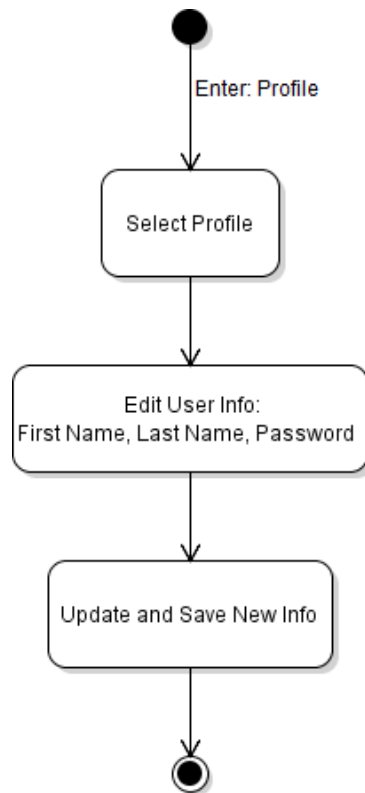 Enter: Profile
Select Profile
Edit User Info:
First Name, Last Name, Password
Update and Save New Info